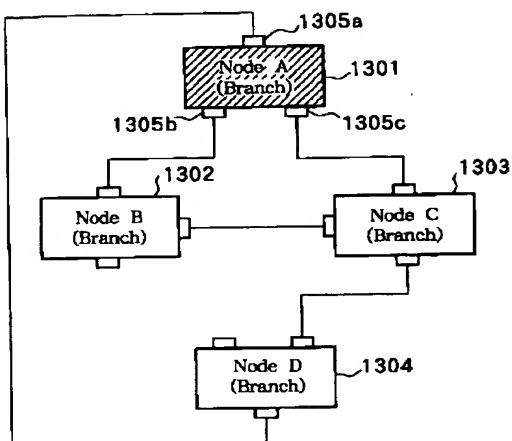 1305a
Node A
(Branch)
1301
1305b
1305c
1302
1303
Node B
(Branch)
Node C
(Branch)
Node D
(Branch)
1304